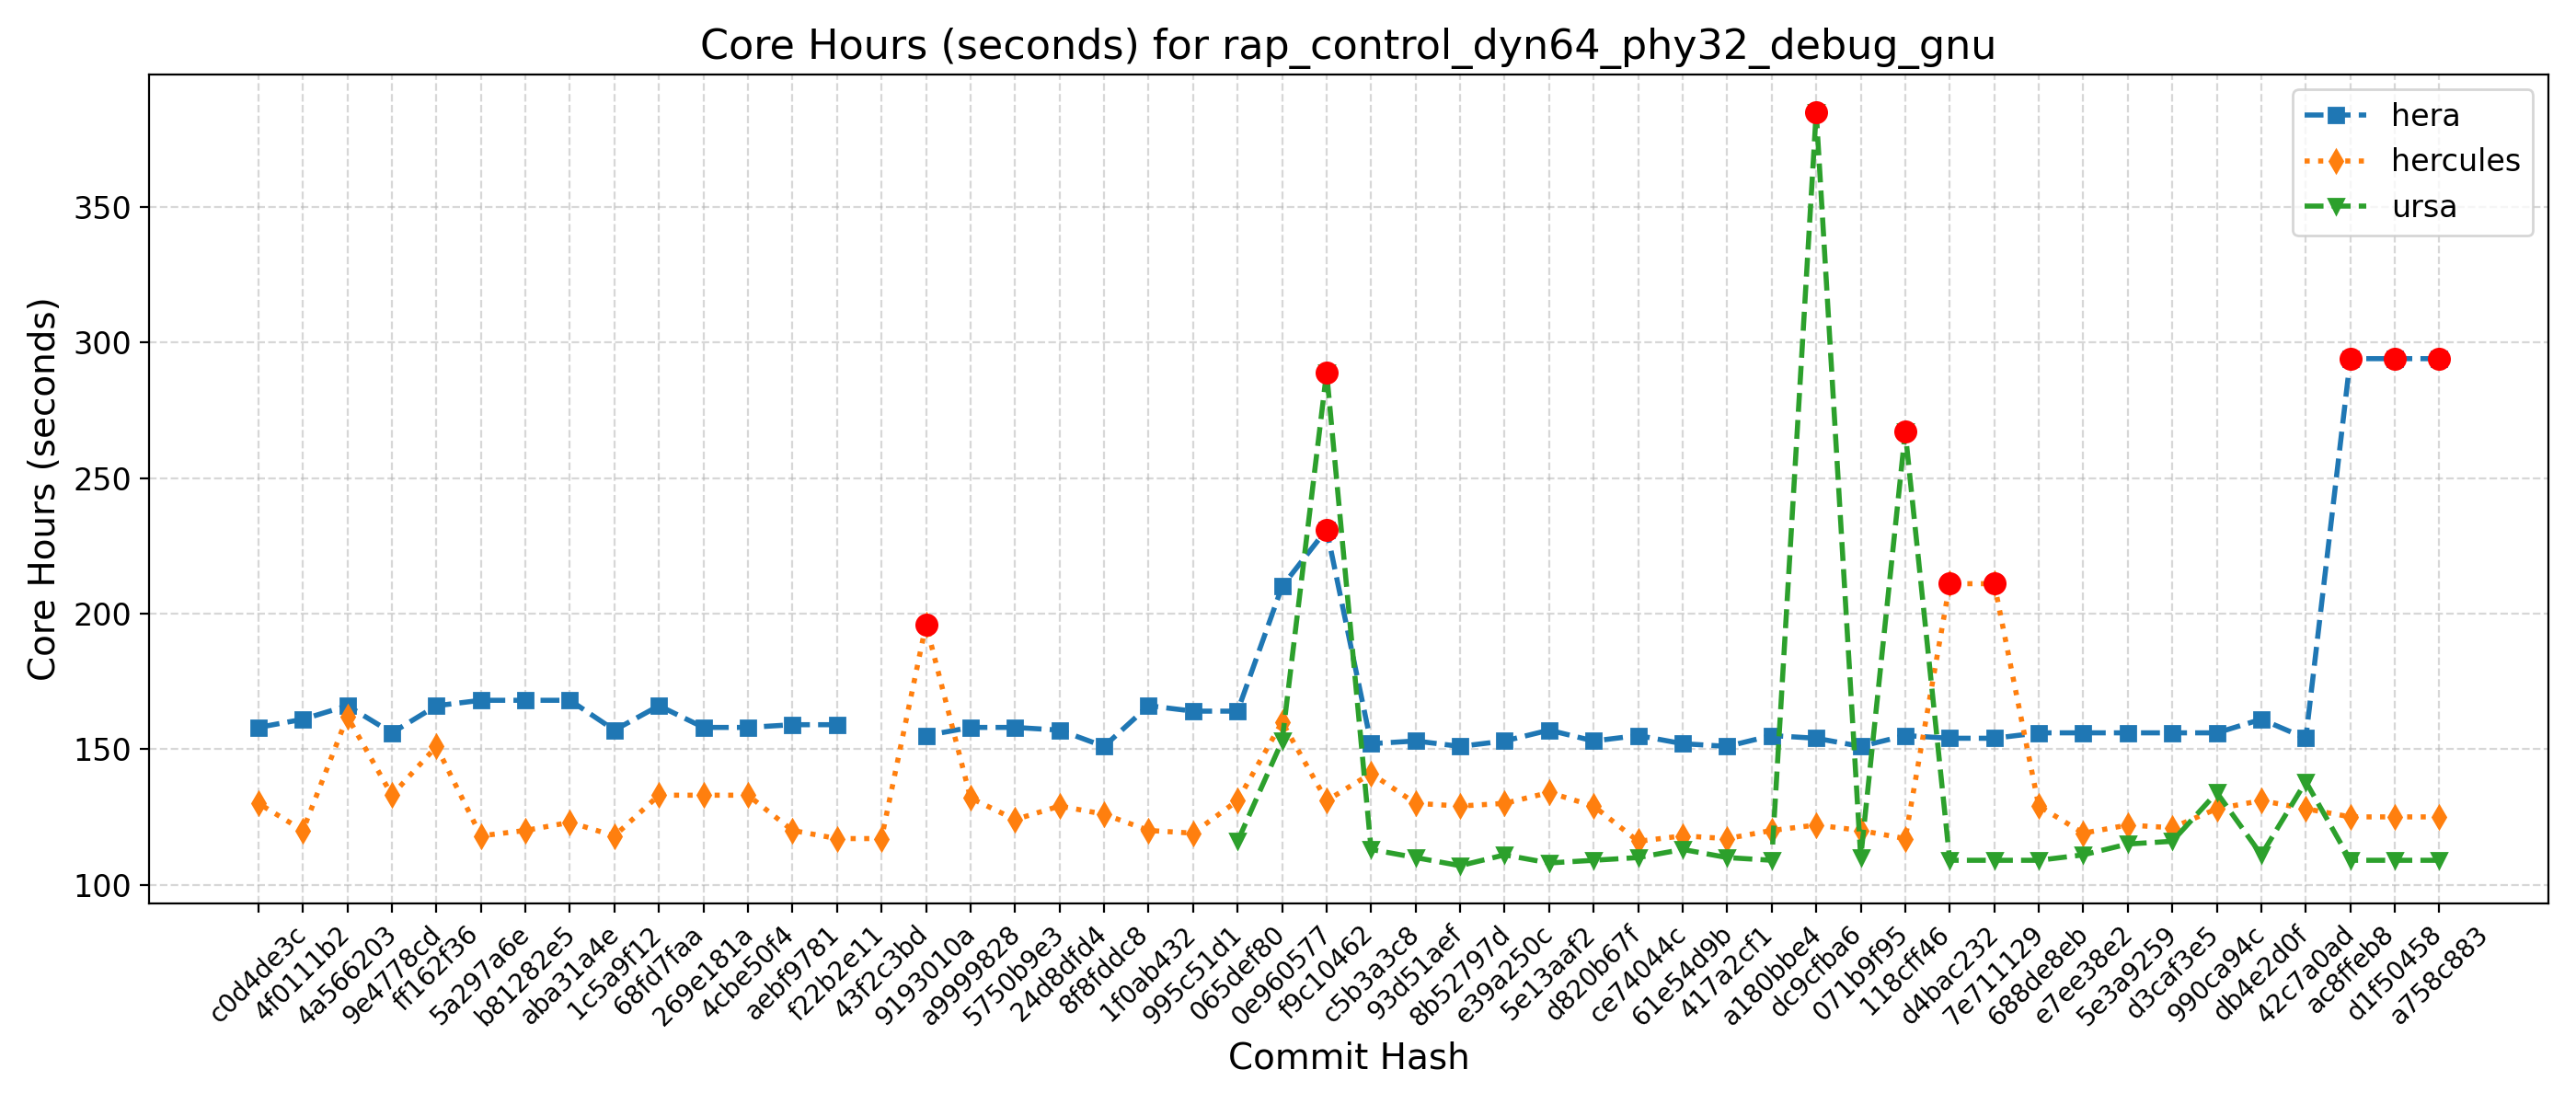 Core Hours (seconds) for rap_control_dyn64_phy32_debug_gnu
hera
hercules
ursa
Core Hours (seconds)
350
300
250
200
150
100
c0d4de3c
4f0111b2
4a566203
9e4778cd
ff162f36
5a297a6e
b81282e5
aba31a4e
1c5a9f12
68fd7faa
269e181a
4cbe50f4
aebf9781
f22b2e11
43f2c3bd
9193010a
a9999828
5750b9e3
24d8dfd4
8f8fddc8
1f0ab432
995c51d1
065def80
0e960577
f9c10462
c5b3a3c8
93d51aef
8b52797d
e39a250c
5e13aaf2
d820b67f
ce74044c
61e54d9b
417a2cf1
a180bbe4
dc9cfba6
071b9f95
118cff46
d4bac232
7e711129
688de8eb
e7ee38e2
5e3a9259
d3caf3e5
990ca94c
db4e2d0f
42c7a0ad
ac8ffeb8
d1f50458
a758c883
Commit Hash